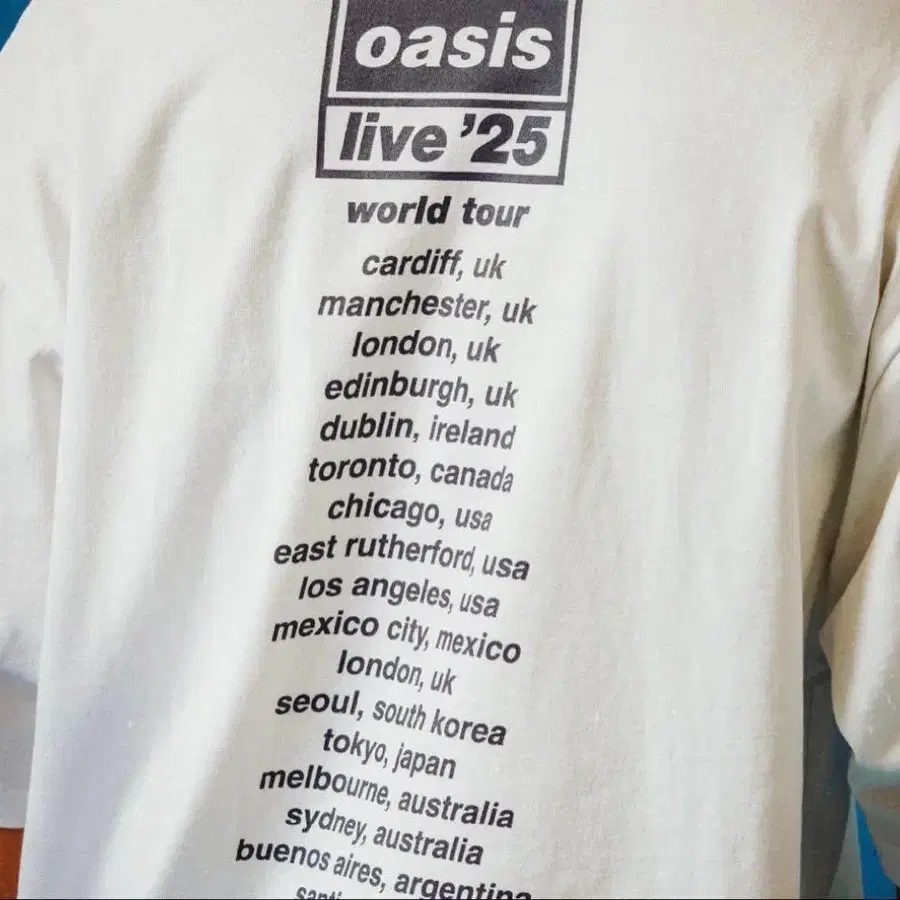 oasis
live '25
world tour
cardiff, uk
manchester, uk
london, uk
edinburgh, uk
dublin, ireland
toronto, canada
chicago, usa
east rutherford, usa
los angeles, usa
mexico city, mexico
london, uk
seoul, south korea
tokyo, japan
melbourne, australia
sydney, australia
buenos aires, argentina